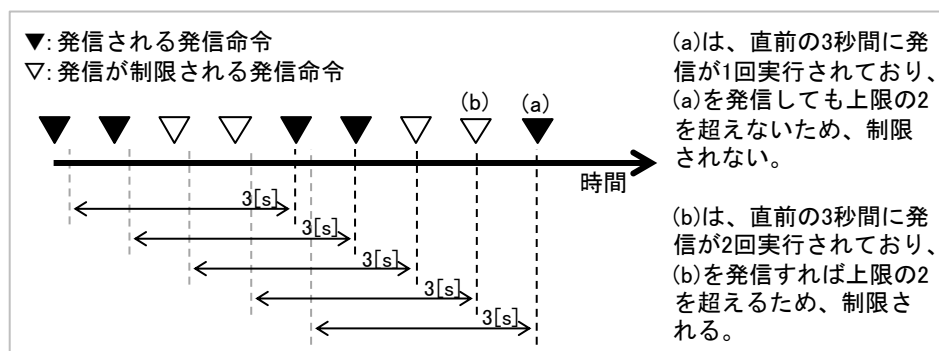 ▼: 発信される発信命令
▽: 発信が制限される発信命令
(b)
(a)
時間
3[s]
3[s]
3[s]
3[s]
3[s]
(a)は、直前の3秒間に発
信が1回実行されており、
(a)を発信しても上限の2
を超えないため、制限
されない。
(b)は、直前の3秒間に発
信が2回実行されており、
(b)を発信すれば上限の2
を超えるため、制限さ
れる。